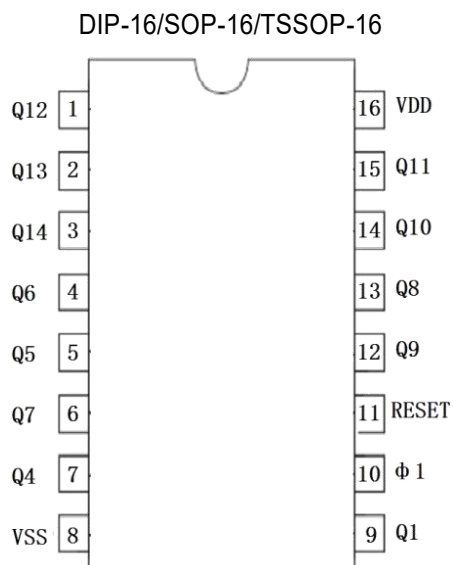 DIP-16/SOP-16/TSSOP-16
Q12 1 16 VDD
Q13 2 15 Q11
Q14 3 14 Q10
Q6 4 13 Q8
Q5 5 12 Q9
Q7 6 11 RESET
Q4 7 10 Φ1
VSS 8 9 Q1